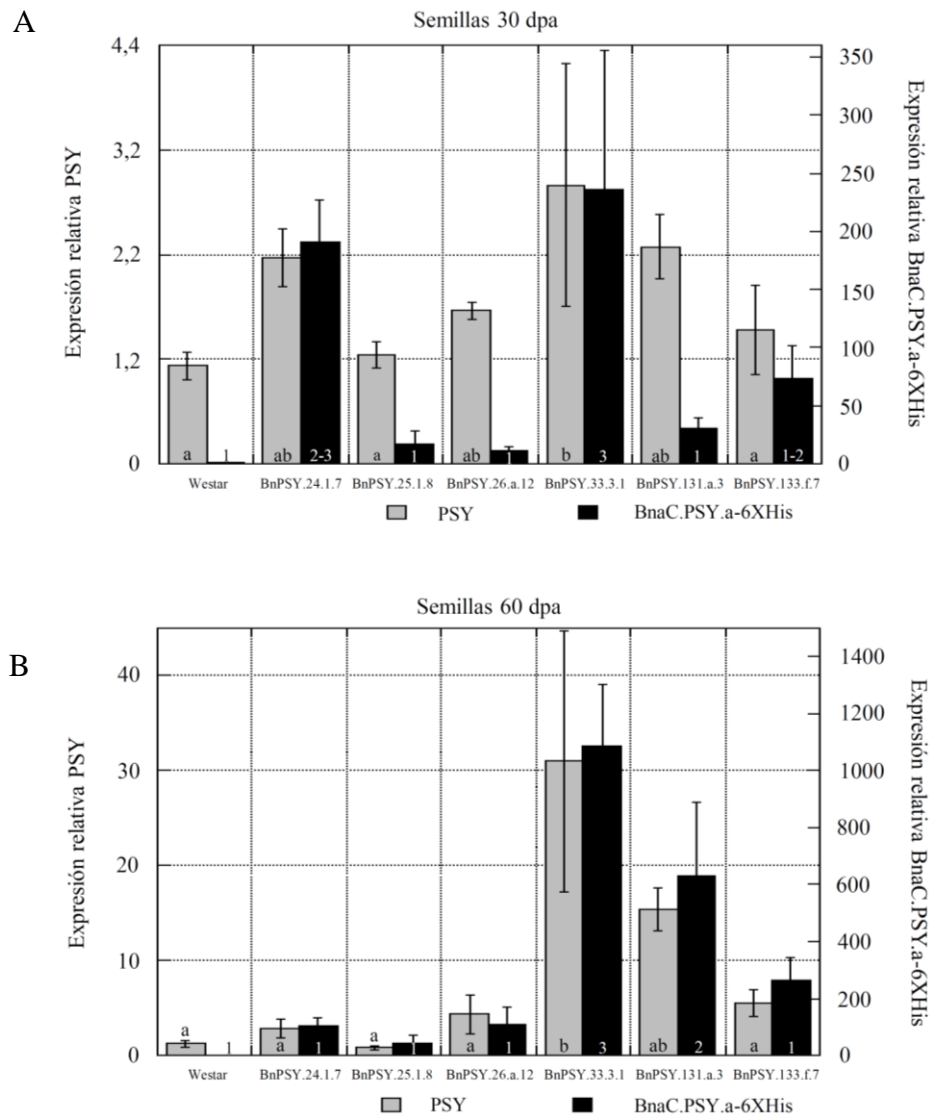 A
Semillas 30 dpa
Expresión relativa PSY
4,4
3,2
2,2
1,2
0
350
300
250
200
150
100
50
0
Expresión relativa BnaC.PSY.a-6XHis
a 1 ab 2-3 a 1 ab 1 b 3 ab 1 a 1-2
Westar BnPSY.24.1.7 BnPSY.25.1.8 BnPSY.26.a.12 BnPSY.33.3.1 BnPSY.131.a.3 BnPSY.133.f.7
PSY BnaC.PSY.a-6XHis
Semillas 60 dpa
B
Expresión relativa PSY
40
30
20
10
0
1400
1200
1000
800
600
400
200
0
Expresión relativa BnaC.PSY.a-6XHis
a 1 a 1 a 1 a 1 b 3 ab 2 a 1
Westar BnPSY.24.1.7 BnPSY.25.1.8 BnPSY.26.a.12 BnPSY.33.3.1 BnPSY.131.a.3 BnPSY.133.f.7
PSY BnaC.PSY.a-6XHis